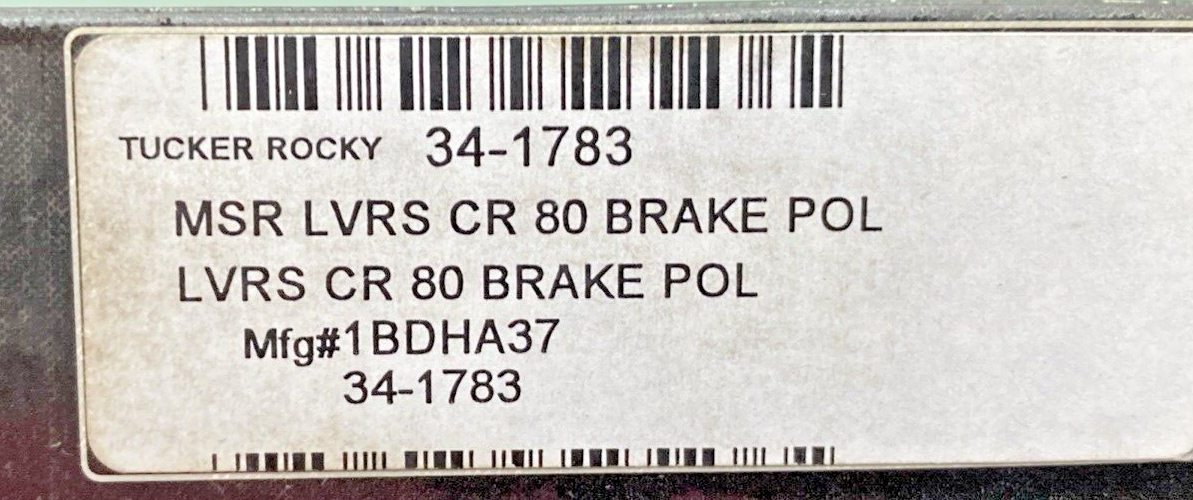 TUCKER ROCKY 34-1783
MSR LVRS CR 80 BRAKE POL
LVRS CR 80 BRAKE POL
Mfg#1BDHA37
34-1783